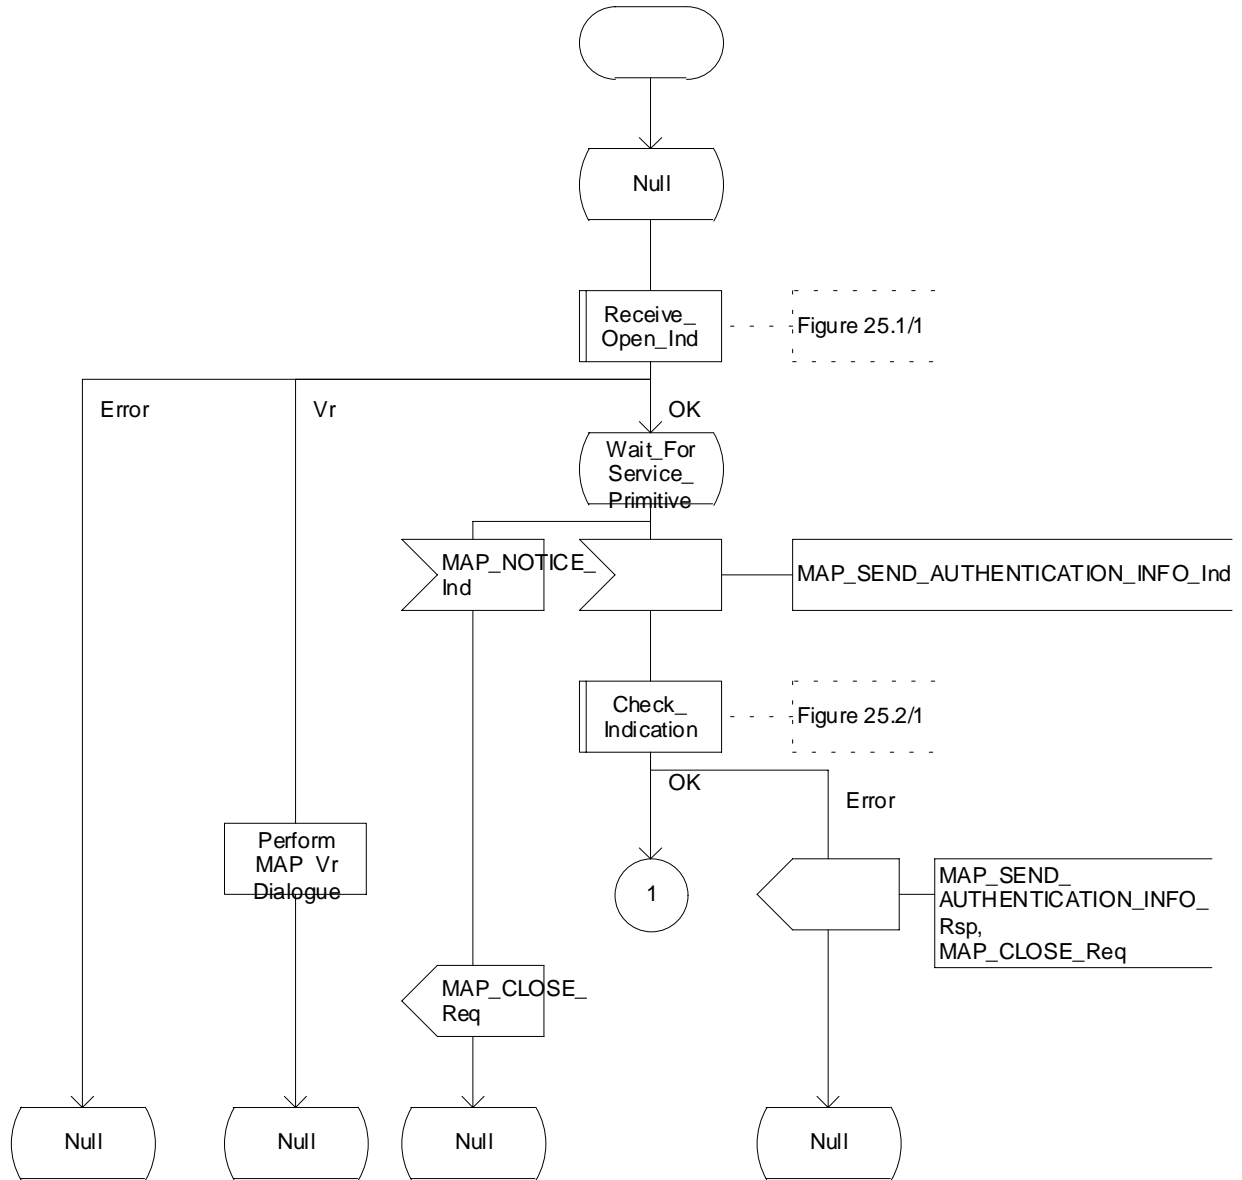 Null
Receive_
Open_Ind
Figure 25.1/1
Error
Vr
OK
Wait_For
Service_
Primitive
MAP_NOTICE_
Ind
MAP_SEND_AUTHENTICATION_INFO_Ind
Check_
Indication
Figure 25.2/1
OK
Error
Perform
MAP Vr
Dialogue
1
MAP_SEND_
AUTHENTICATION_INFO_
Rsp,
MAP_CLOSE_Req
MAP_CLOSE_
Req
Null
Null
Null
Null